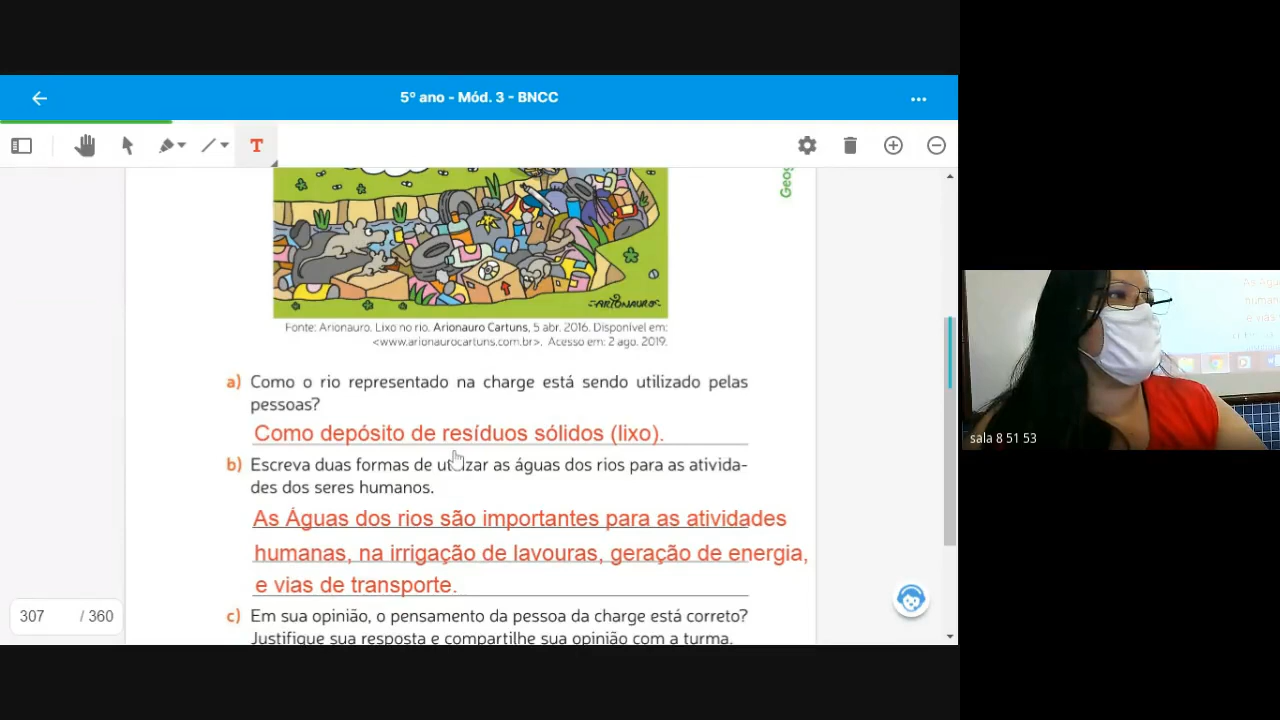 5º ano - Mód. 3 - BNCC
T
Geog
ARIONAURO
Fonte: Arionauro. Lixo no rio. Arionauro Cartuns, 5 abr. 2016. Disponível em:
<www.arionaurocartuns.com.br>. Acesso em: 2 ago. 2019.
a) Como o rio representado na charge está sendo utilizado pelas
pessoas?
Como depósito de resíduos sólidos (lixo).
b) Escreva duas formas de utilizar as águas dos rios para as ativida-
des dos seres humanos.
As Águas dos rios são importantes para as atividades
humanas, na irrigação de lavouras, geração de energia,
e vias de transporte.
c) Em sua opinião, o pensamento da pessoa da charge está correto?
Justifique sua resposta e compartilhe sua opinião com a turma.
307 / 360
sala 8 51 53